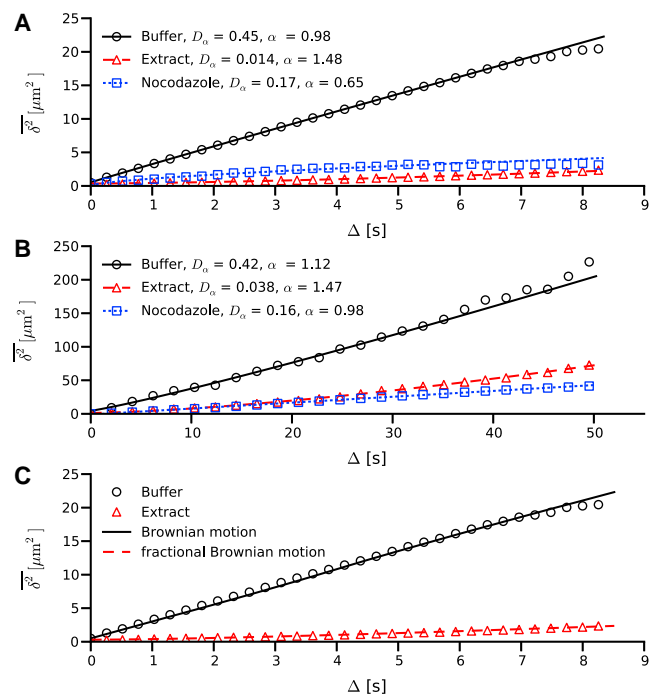 A
25
20
15
10
5
0
0 1 2 3 4 5 6 7 8 9
Δ [s]
δ² [μm²]
Buffer, Dα = 0.45, α = 0.98
Extract, Dα = 0.014, α = 1.48
Nocodazole, Dα = 0.17, α = 0.65
B
250
200
150
100
50
0
0 10 20 30 40 50
Δ [s]
δ² [μm²]
Buffer, Dα = 0.42, α = 1.12
Extract, Dα = 0.038, α = 1.47
Nocodazole, Dα = 0.16, α = 0.98
C
25
20
15
10
5
0
0 1 2 3 4 5 6 7 8 9
Δ [s]
δ² [μm²]
Buffer
Extract
Brownian motion
fractional Brownian motion